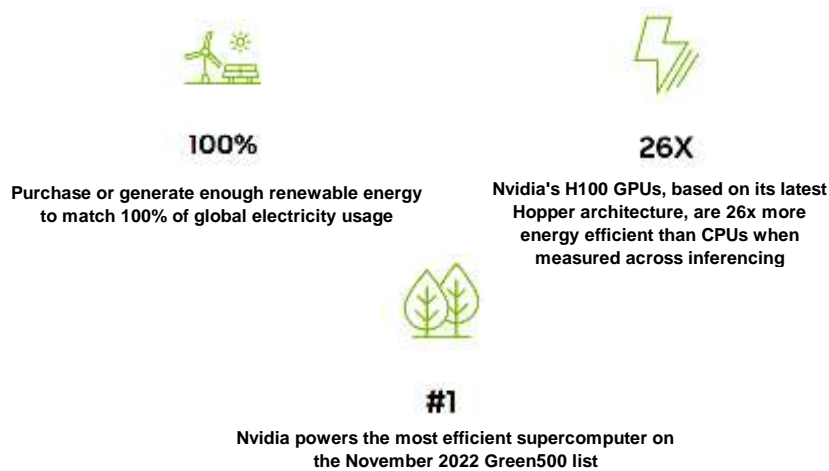 100%
Purchase or generate enough renewable energy
to match 100% of global electricity usage
26X
Nvidia's H100 GPUs, based on its latest
Hopper architecture, are 26x more
energy efficient than CPUs when
measured across inferencing
#1
Nvidia powers the most efficient supercomputer on
the November 2022 Green500 list